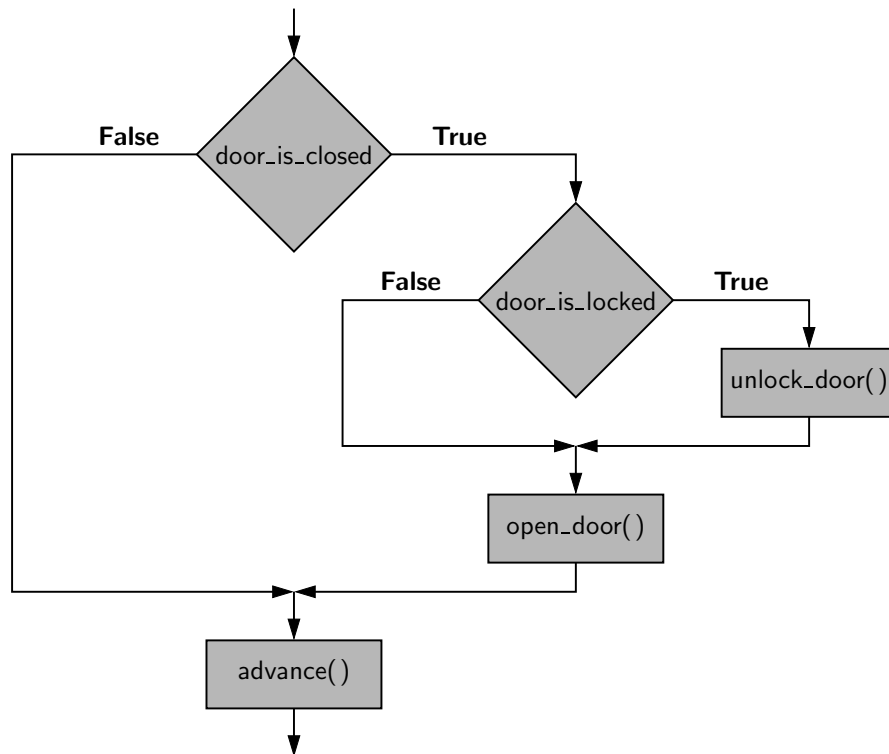 False
True
door_is_closed
False
True
door_is_locked
unlock_door()
open_door()
advance()